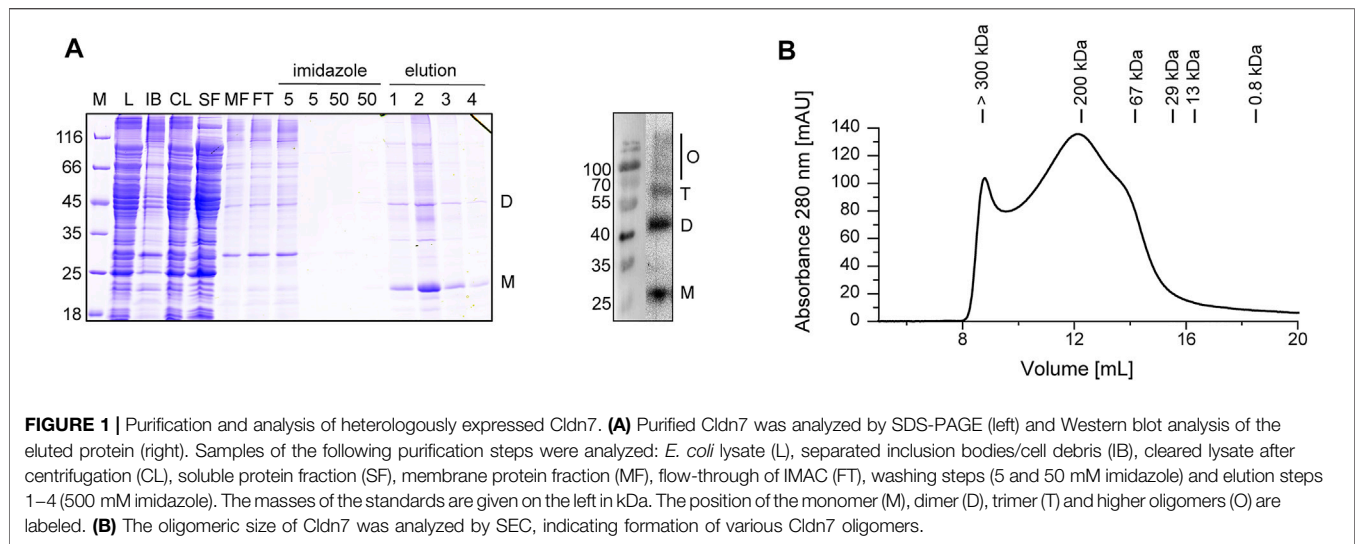 A
imidazole elution
M L IB CL SF MF FT 5 5 50 50 1 2 3 4
116
66
45
35
25
18
D
M
100
70
55
40
35
25
O
T
D
M
B
> 300 kDa
200 kDa
67 kDa
29 kDa
13 kDa
0.8 kDa
Absorbance 280 nm [mAU]
140
120
100
80
60
40
20
0
8 12 16 20
Volume [mL]
FIGURE 1 | Purification and analysis of heterologously expressed Cldn7. (A) Purified Cldn7 was analyzed by SDS-PAGE (left) and Western blot analysis of the
eluted protein (right). Samples of the following purification steps were analyzed: E. coli lysate (L), separated inclusion bodies/cell debris (IB), cleared lysate after
centrifugation (CL), soluble protein fraction (SF), membrane protein fraction (MF), flow-through of IMAC (FT), washing steps (5 and 50 mM imidazole) and elution steps
1–4 (500 mM imidazole). The masses of the standards are given on the left in kDa. The position of the monomer (M), dimer (D), trimer (T) and higher oligomers (O) are
labeled. (B) The oligomeric size of Cldn7 was analyzed by SEC, indicating formation of various Cldn7 oligomers.